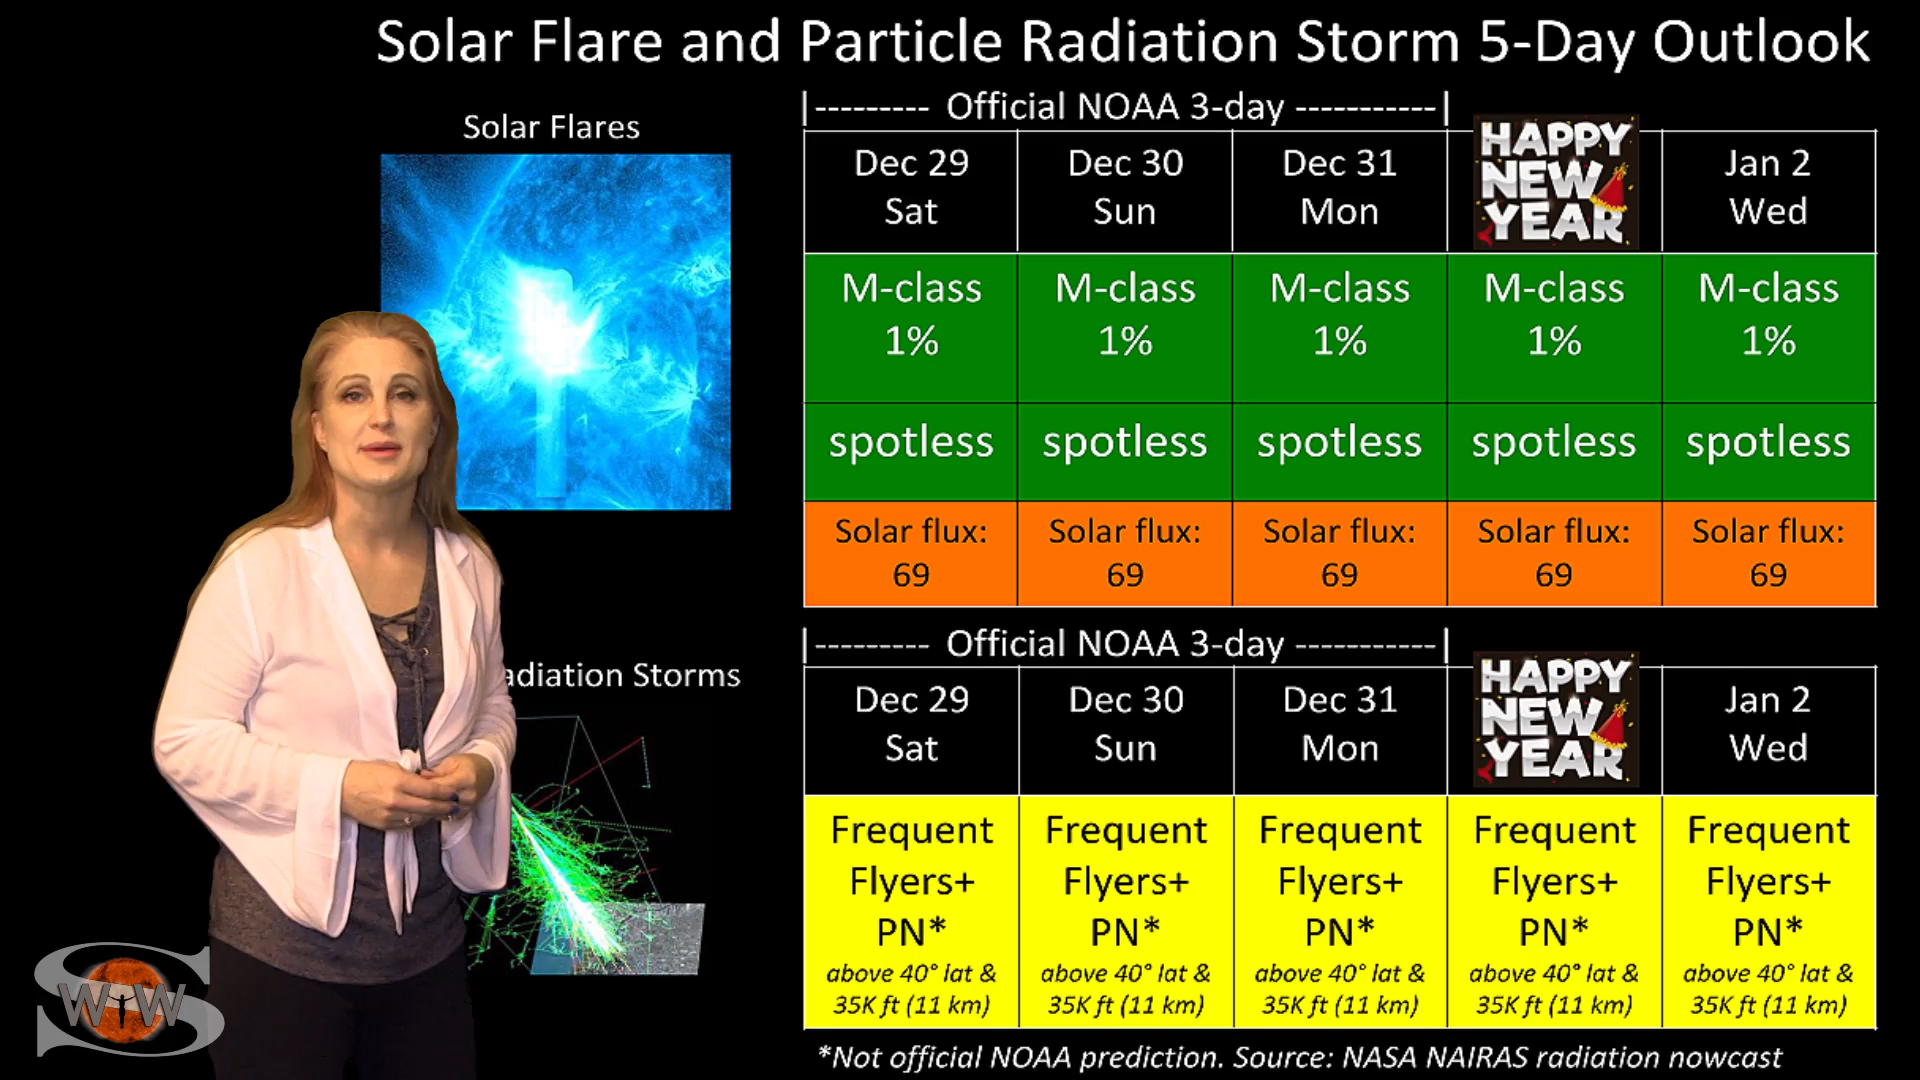 Solar Flare and Particle Radiation Storm 5-Day Outlook
Solar Flares
|--------- Official NOAA 3-day -----------|
Dec 29 Sat
Dec 30 Sun
Dec 31 Mon
HAPPY NEW YEAR
Jan 2 Wed
M-class 1%
M-class 1%
M-class 1%
M-class 1%
M-class 1%
spotless
spotless
spotless
spotless
spotless
Solar flux: 69
Solar flux: 69
Solar flux: 69
Solar flux: 69
Solar flux: 69
adiation Storms
|--------- Official NOAA 3-day -----------|
Dec 29 Sat
Dec 30 Sun
Dec 31 Mon
HAPPY NEW YEAR
Jan 2 Wed
Frequent Flyers+ PN* above 40° lat & 35K ft (11 km)
Frequent Flyers+ PN* above 40° lat & 35K ft (11 km)
Frequent Flyers+ PN* above 40° lat & 35K ft (11 km)
Frequent Flyers+ PN* above 40° lat & 35K ft (11 km)
Frequent Flyers+ PN* above 40° lat & 35K ft (11 km)
*Not official NOAA prediction. Source: NASA NAIRAS radiation nowcast
S WTW